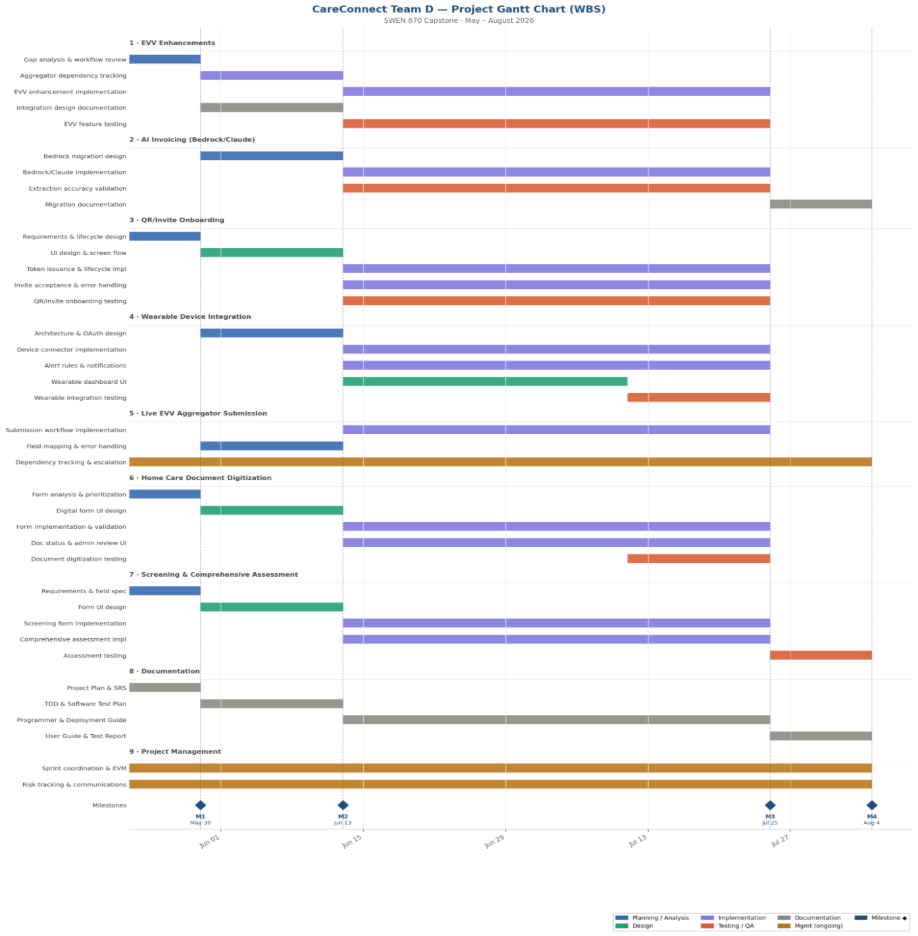 CareConnect Team D — Project Gantt Chart (WBS)
SWEN 670 Capstone · May – August 2026
1 · EVV Enhancements
Gap analysis & workflow review
Aggregator dependency tracking
EVV enhancement implementation
Integration design documentation
EVV feature testing
2 · AI Invoicing (Bedrock/Claude)
Bedrock migration design
Bedrock/Claude implementation
Extraction accuracy validation
Migration documentation
3 · QR/Invite Onboarding
Requirements & lifecycle design
UI design & screen flow
Token issuance & lifecycle impl
Invite acceptance & error handling
QR/Invite onboarding testing
4 · Wearable Device Integration
Architecture & OAuth design
Device connector implementation
Alert rules & notifications
Wearable dashboard UI
Wearable integration testing
5 · Live EVV Aggregator Submission
Submission workflow implementation
Field mapping & error handling
Dependency tracking & escalation
6 · Home Care Document Digitization
Form analysis & prioritization
Digital form UI design
Form implementation & validation
Doc status & admin review UI
Document digitization testing
7 · Screening & Comprehensive Assessment
Requirements & field spec
Form UI design
Screening form implementation
Comprehensive assessment impl
Assessment testing
8 · Documentation
Project Plan & SRS
TDD & Software Test Plan
Programmer & Deployment Guide
User Guide & Test Report
9 · Project Management
Sprint coordination & EVM
Risk tracking & communications
Milestones
M1 M2 M3 M4
May 30 Jun 13 Jul 25 Aug 4
Jun 01 Jun 15 Jun 29 Jul 13 Jul 27
Planning / Analysis Implementation Documentation Milestone ◆
Design Testing / QA Mgmt (ongoing)